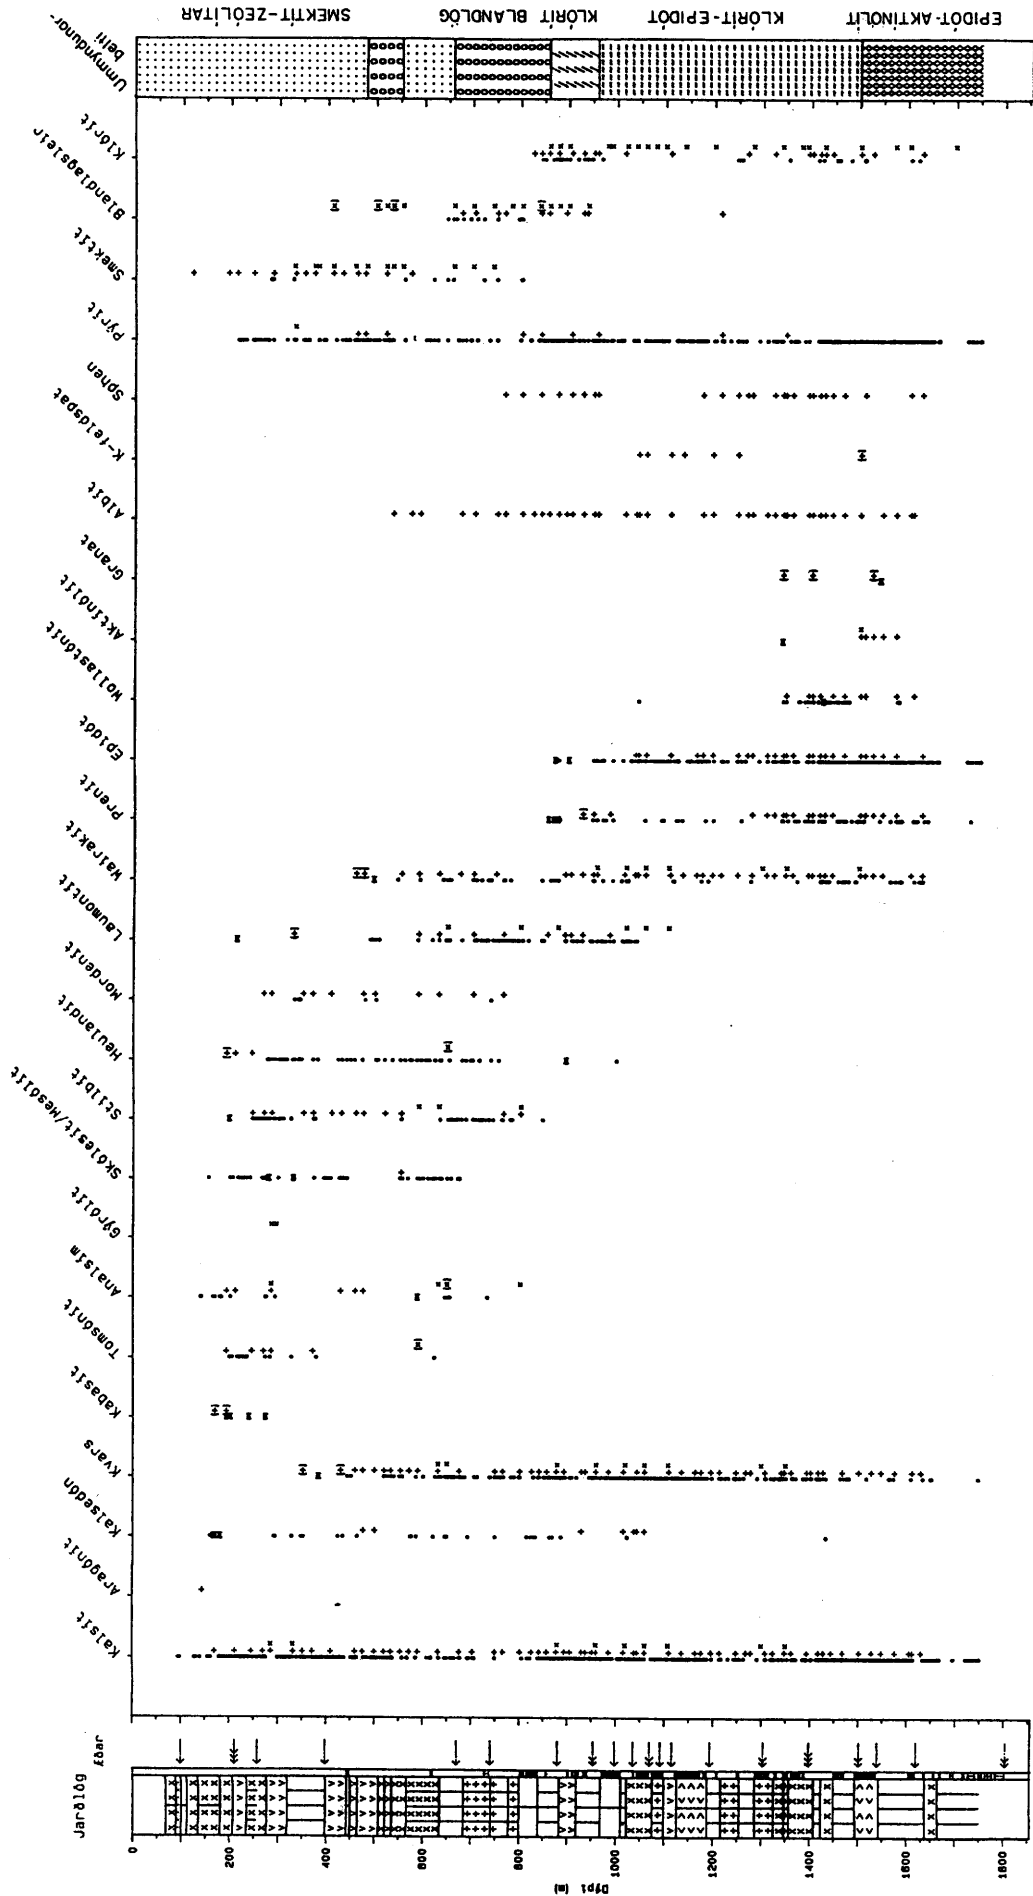 Dýpi (m)
0
200
400
600
800
1000
1200
1400
1600
1800
Jarðlög
Æðar
Kalsít
Aragónít
Kalsedón
Kvars
Kabasít
Tomsónít
Analsím
Gýrólít
Skólesít/Mesólít
Stilbít
Heulandít
Mordenít
Laumontít
Wairakít
Prenít
Epidót
Wollastónít
Aktínólít
Granat
Albít
K-feldspat
Sphen
Pýrít
Smektít
Blandlagsleir
Klórít
Ummyndunar-
belti
SMEKTÍT-ZEÓLÍTAR
KLÓRÍT BLANDLÖG
KLÓRÍT
KLÓRÍT-EPIDÓT
EPIDÓT-AKTINÓLÍT